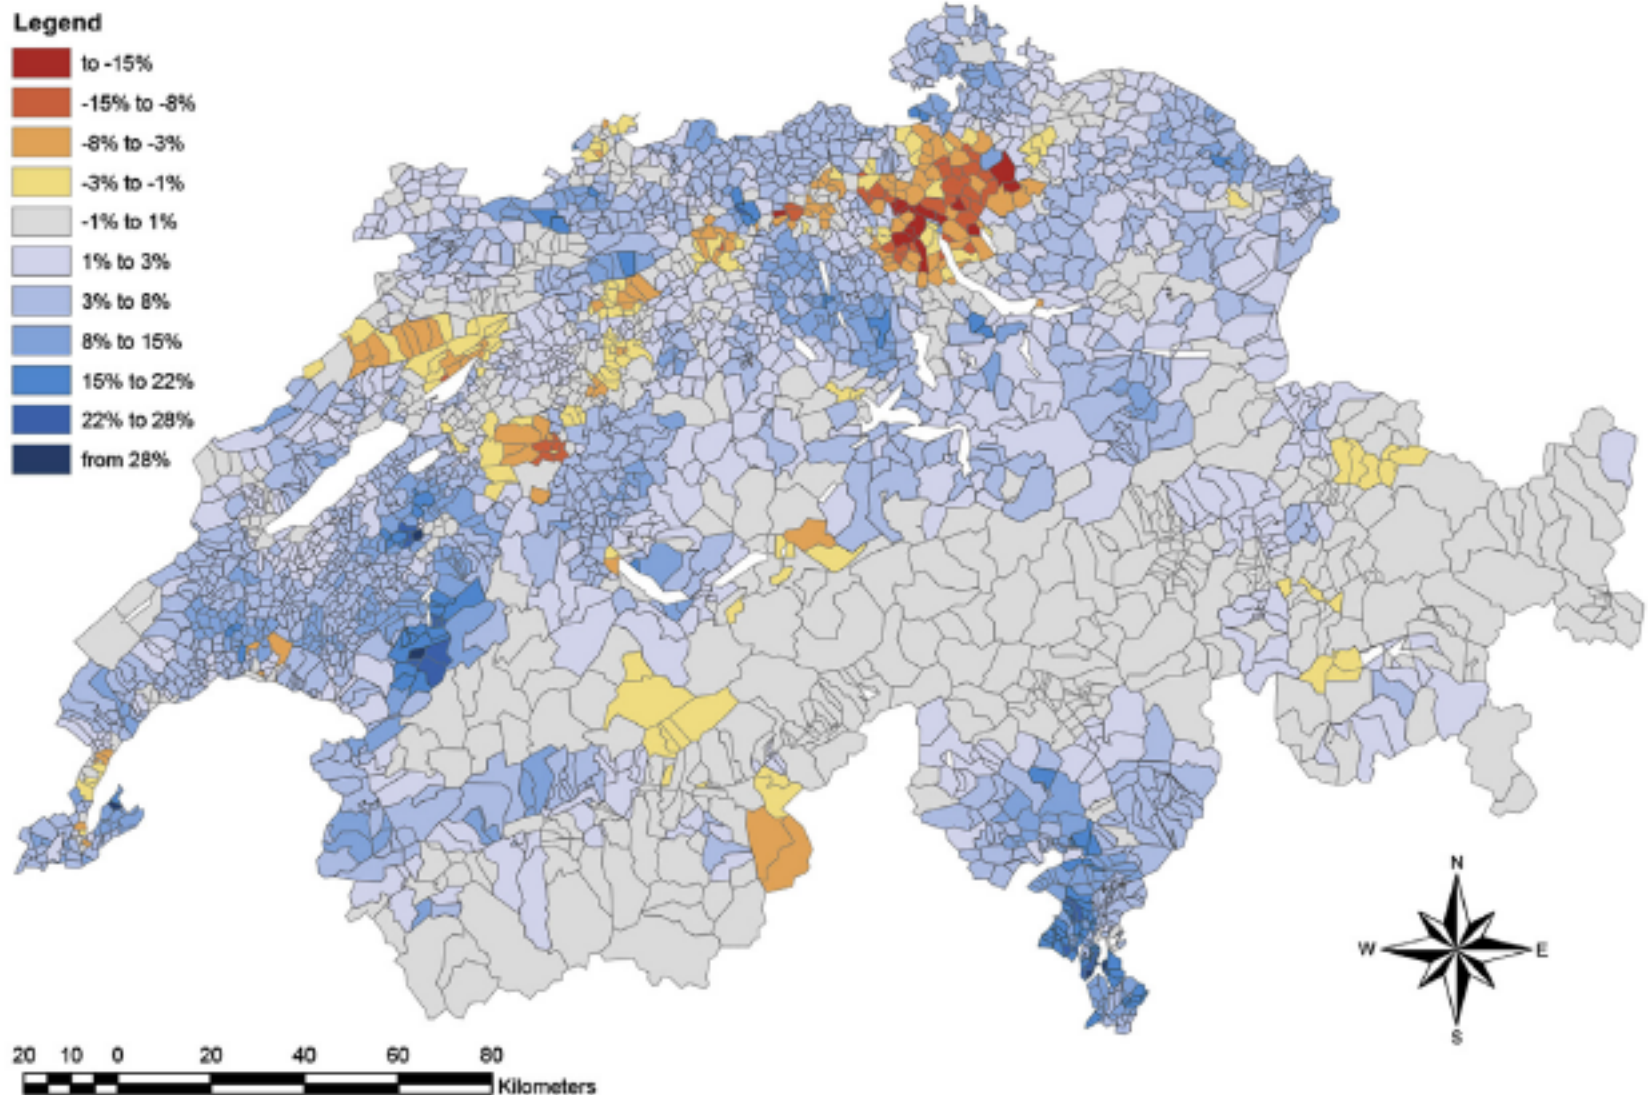 Legend
to -15%
-15% to -8%
-8% to -3%
-3% to -1%
-1% to 1%
1% to 3%
3% to 8%
8% to 15%
15% to 22%
22% to 28%
from 28%
N
W E
S
20 10 0 20 40 60 80
Kilometers